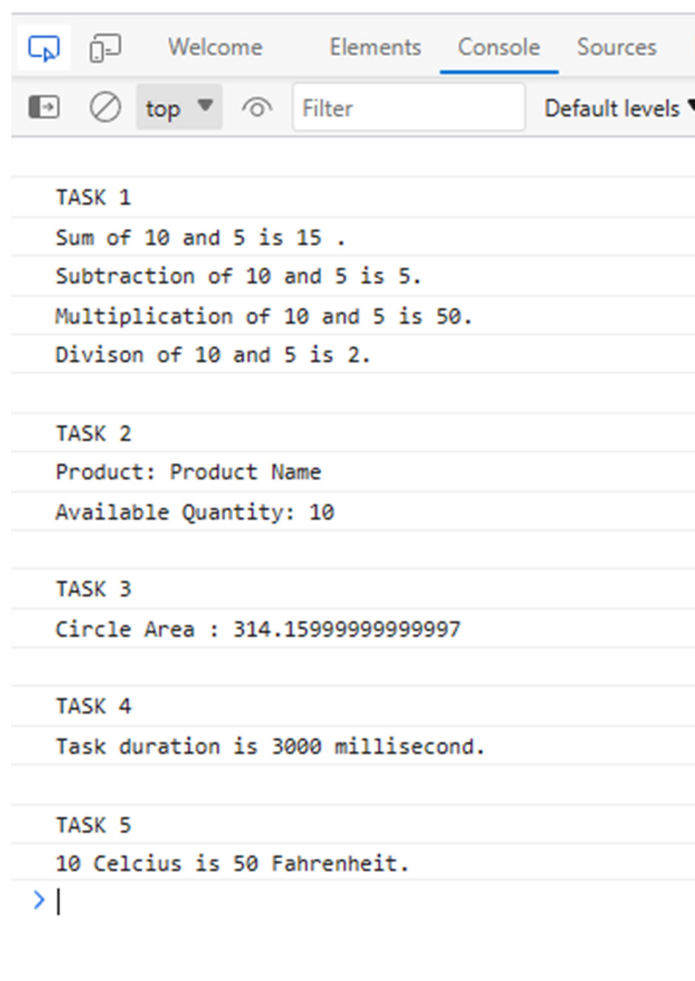 Welcome Elements Console Sources
top Filter Default levels
TASK 1
Sum of 10 and 5 is 15 .
Subtraction of 10 and 5 is 5.
Multiplication of 10 and 5 is 50.
Divison of 10 and 5 is 2.
TASK 2
Product: Product Name
Available Quantity: 10
TASK 3
Circle Area : 314.15999999999997
TASK 4
Task duration is 3000 millisecond.
TASK 5
10 Celcius is 50 Fahrenheit.